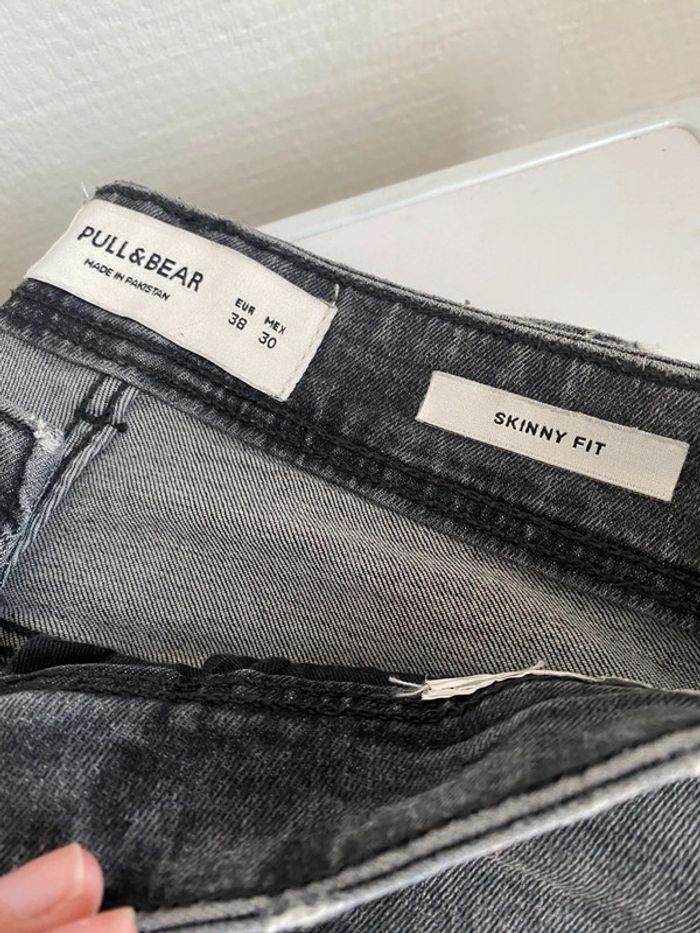 PULL&BEAR
MADE IN PAKISTAN
EUR MEX
38 30
SKINNY FIT